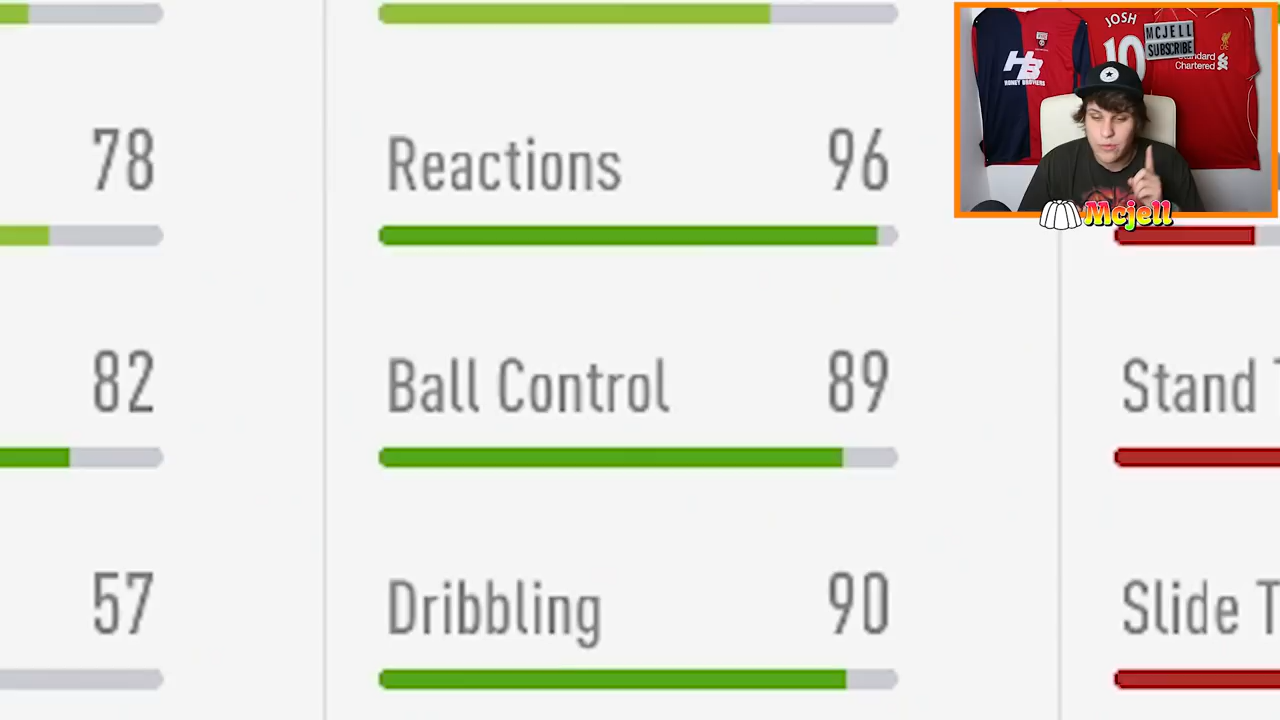 JOSH
10
MCJELL
SUBSCRIBE
Standard
Chartered
HB
Mcjell
78
Reactions 96
82
Ball Control 89
Stand
57
Dribbling 90
Slide T